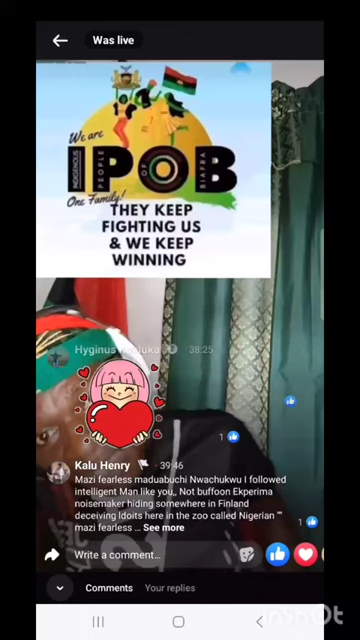 Was live
We are
IPOB
INDIGENOUS
PEOPLE
OF
BIAFRA
One Family!
THEY KEEP
FIGHTING US
& WE KEEP
WINNING
Hyginus 38:25
1
Kalu Henry 39:46
Mazi fearless maduabuchi Nwachukwu I followed
intelligent Man like you,, Not buffoon Ekperima
noisemaker hiding somewhere in Finland
deceiving Idoits here in the zoo called Nigerian ""
mazi fearless... See more
1
Write a comment...
Comments Your replies
InShot